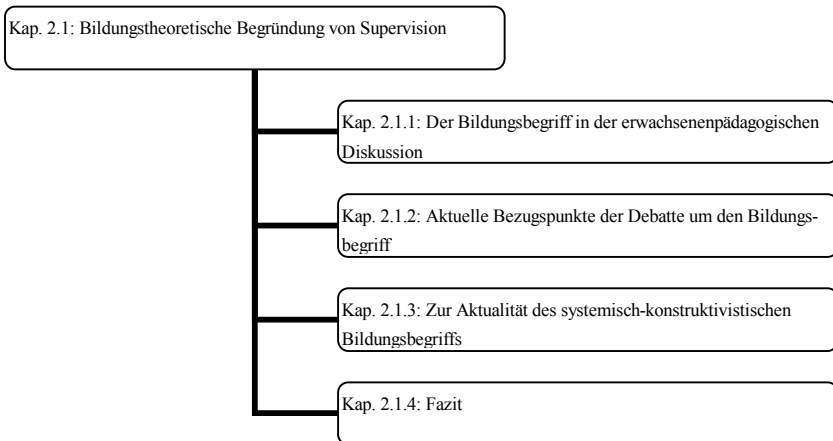 Kap. 2.1: Bildungstheoretische Begründung von Supervision
Kap. 2.1.1: Der Bildungsbegriff in der erwachsenenpädagogischen
Diskussion
Kap. 2.1.2: Aktuelle Bezugspunkte der Debatte um den Bildungs-
begriff
Kap. 2.1.3: Zur Aktualität des systemisch-konstruktivistischen
Bildungsbegriffs
Kap. 2.1.4: Fazit